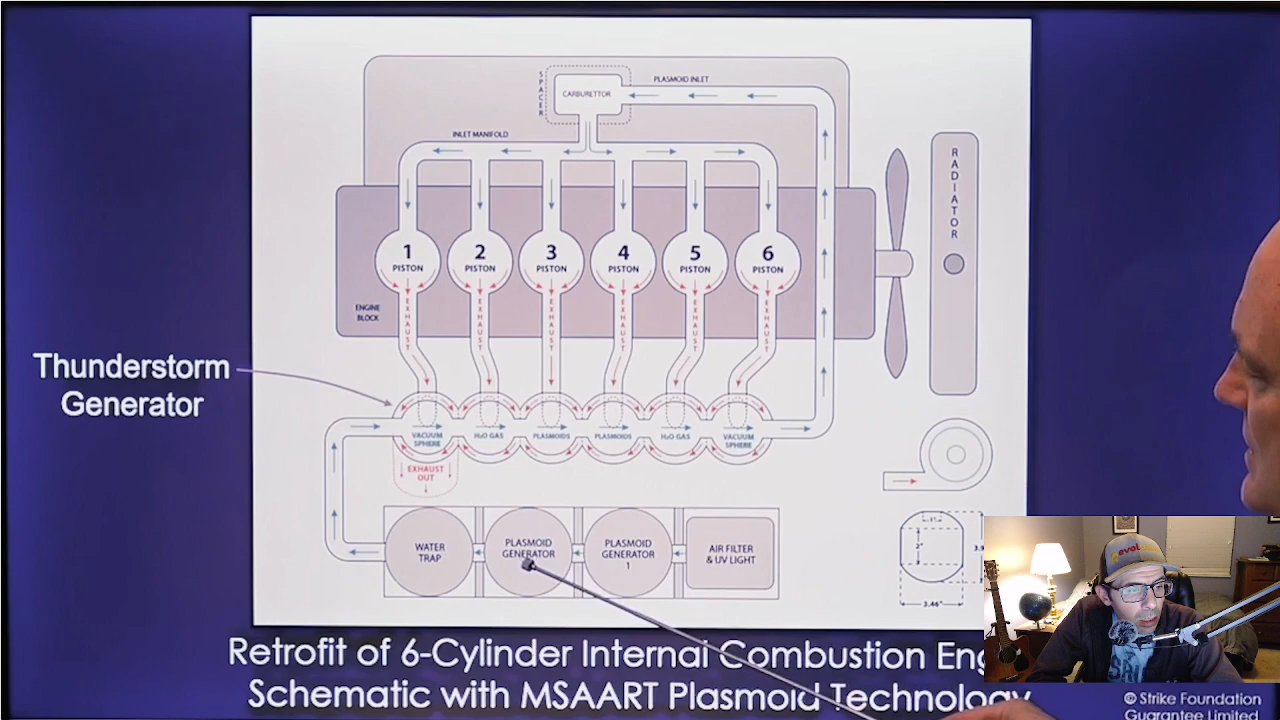 SPACER
CARBURETTOR
PLASMOID INLET
INLET MANIFOLD
RADIATOR
1
PISTON
2
PISTON
3
PISTON
4
PISTON
5
PISTON
6
PISTON
ENGINE
BLOCK
EXHAUST
EXHAUST
EXHAUST
EXHAUST
EXHAUST
EXHAUST
Thunderstorm
Generator
VACUUM
SPHERE
H₂O GAS
PLASMOIDS
PLASMOIDS
H₂O GAS
VACUUM
SPHERE
EXHAUST
OUT
WATER
TRAP
PLASMOID
GENERATOR
PLASMOID
GENERATOR
1
AIR FILTER
& UV LIGHT
1"
2"
3.46"
Retrofit of 6-Cylinder Internal Combustion
Schematic with MSAART Plasmoid Technology
© Strike Foundation
Guarantee Limited